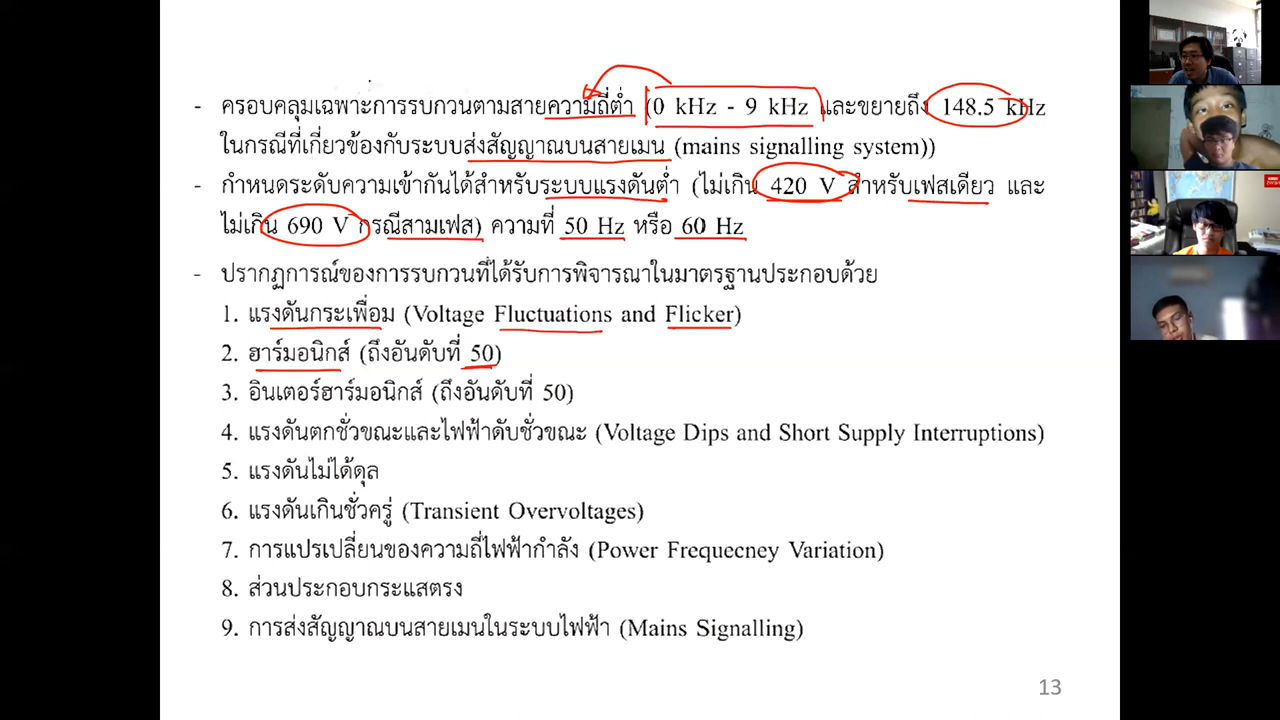 - ครอบคลุมเฉพาะการรบกวนตามสายความถี่ต่ำ (0 kHz - 9 kHz และขยายถึง 148.5 kHz
ในกรณีที่เกี่ยวข้องกับระบบส่งสัญญาณบนสายเมน (mains signalling system))
- กำหนดระดับความเข้ากันได้สำหรับระบบแรงดันต่ำ (ไม่เกิน 420 V สำหรับเฟสเดียว และ
ไม่เกิน 690 V กรณีสามเฟส) ความที่ 50 Hz หรือ 60 Hz
- ปรากฏการณ์ของการรบกวนที่ได้รับการพิจารณาในมาตรฐานประกอบด้วย
1. แรงดันกระเพื่อม (Voltage Fluctuations and Flicker)
2. ฮาร์มอนิกส์ (ถึงอันดับที่ 50)
3. อินเตอร์ฮาร์มอนิกส์ (ถึงอันดับที่ 50)
4. แรงดันตกชั่วขณะและไฟฟ้าดับชั่วขณะ (Voltage Dips and Short Supply Interruptions)
5. แรงดันไม่ได้ดุล
6. แรงดันเกินชั่วครู่ (Transient Overvoltages)
7. การแปรเปลี่ยนของความถี่ไฟฟ้ากำลัง (Power Frequecney Variation)
8. ส่วนประกอบกระแสตรง
9. การส่งสัญญาณบนสายเมนในระบบไฟฟ้า (Mains Signalling)
13